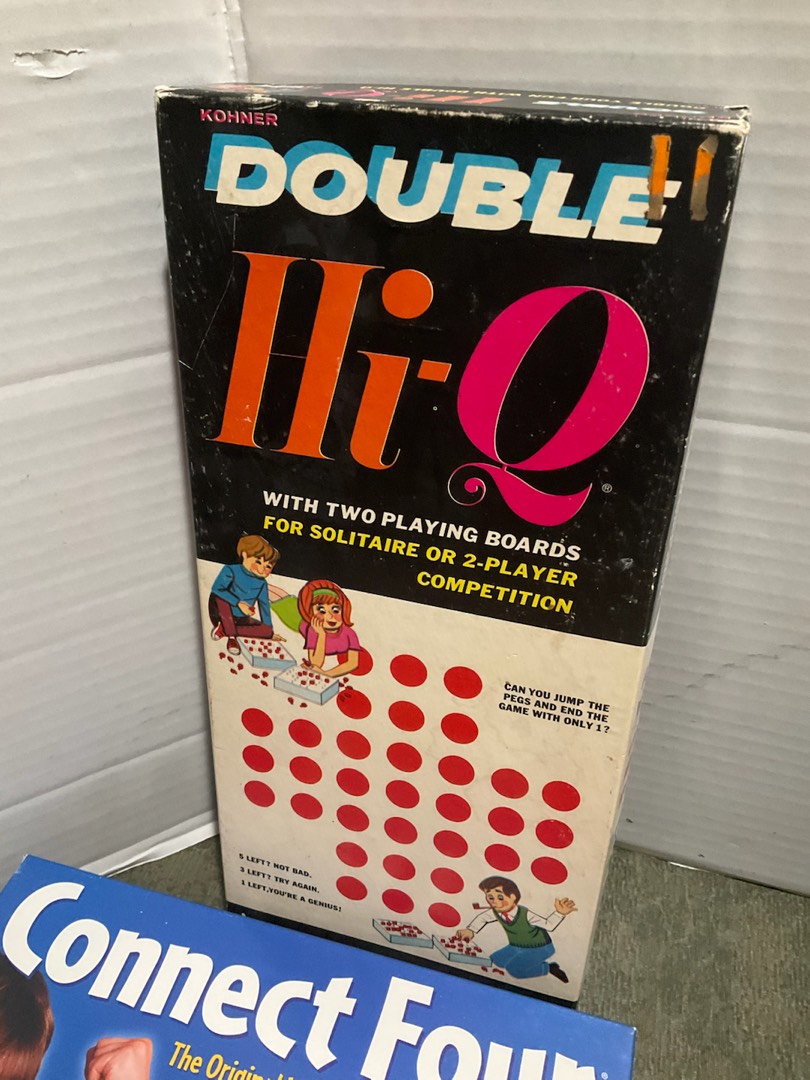 KOHNER
DOUBLE
Hi-Q
®
WITH TWO PLAYING BOARDS
FOR SOLITAIRE OR 2-PLAYER
COMPETITION
CAN YOU JUMP THE
PEGS AND END THE
GAME WITH ONLY 1?
5 LEFT? NOT BAD.
3 LEFT? TRY AGAIN.
1 LEFT, YOU'RE A GENIUS!
Connect Four
The